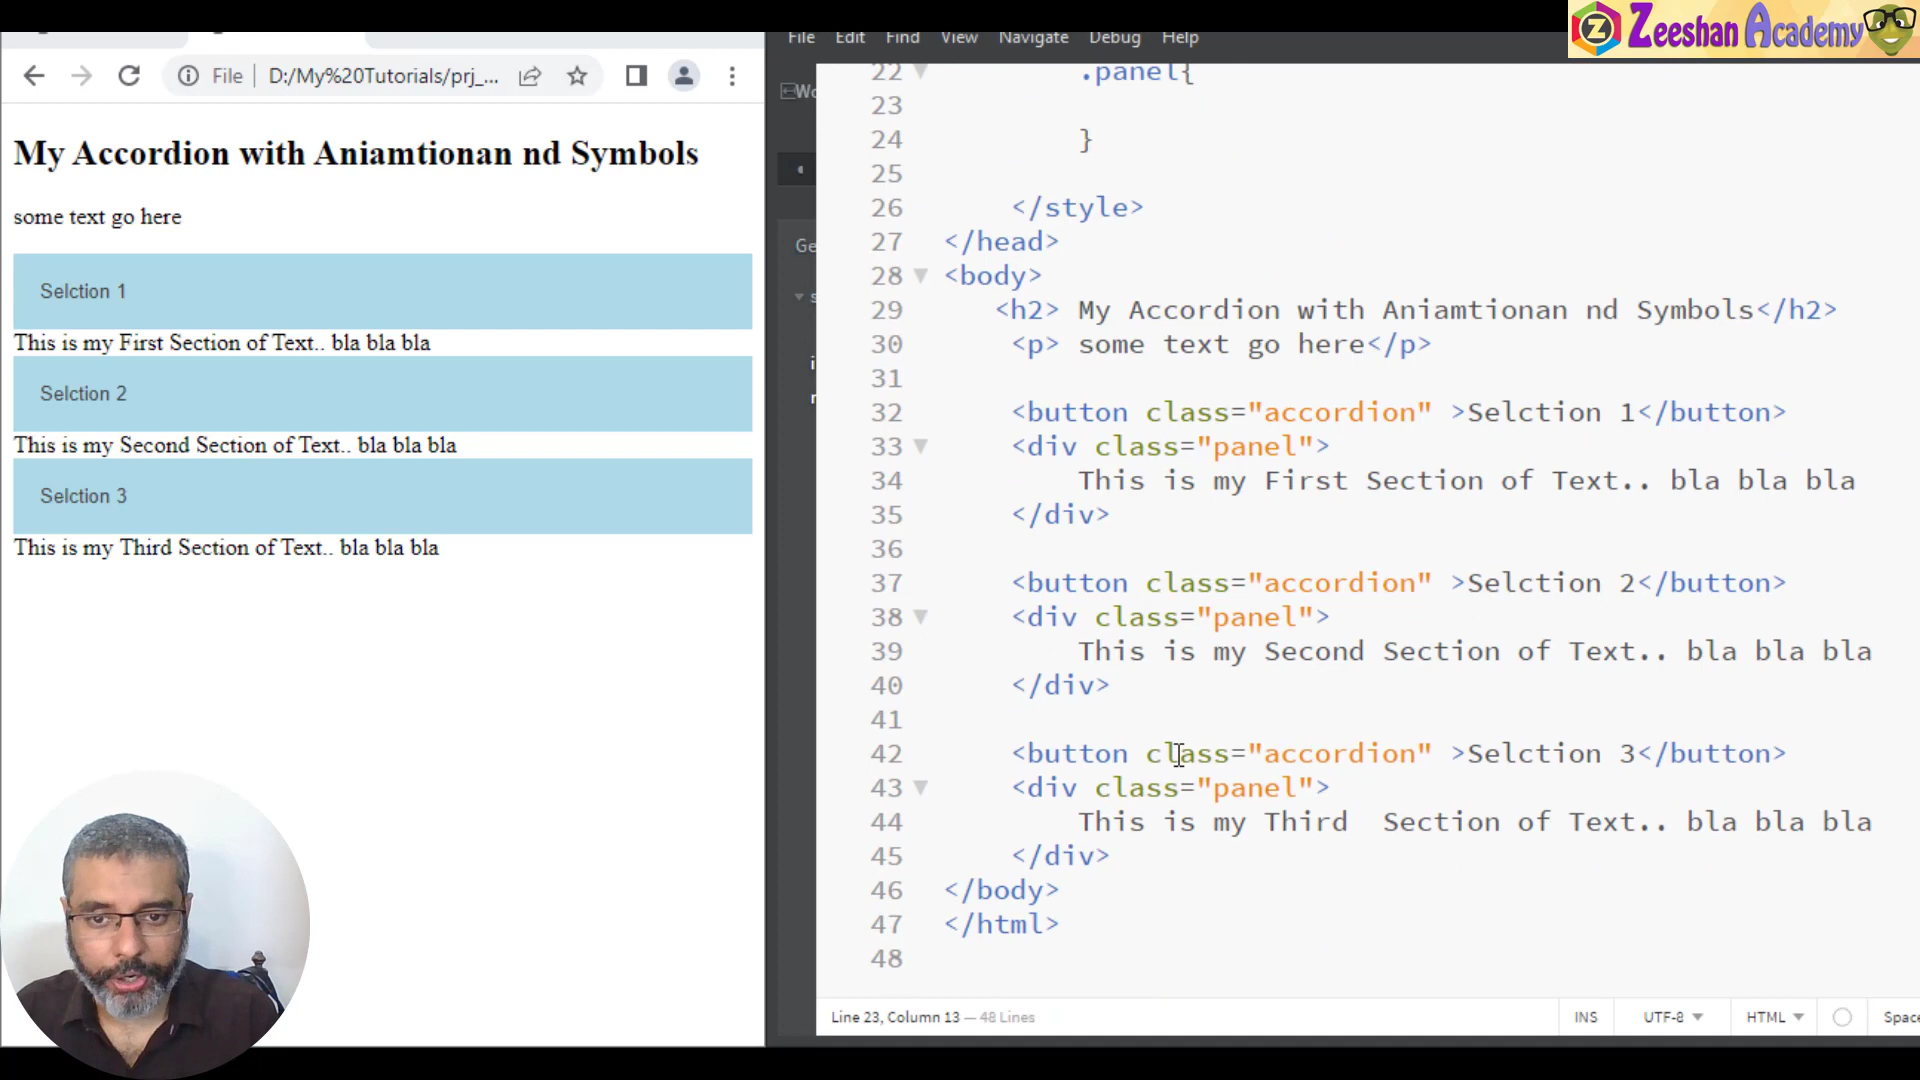 Zeeshan Academy
File D:/My%20Tutorials/prj_...
My Accordion with Aniamtionan nd Symbols
some text go here
Selction 1
This is my First Section of Text.. bla bla bla
Selction 2
This is my Second Section of Text.. bla bla bla
Selction 3
This is my Third Section of Text.. bla bla bla
File Edit Find View Navigate Debug Help
Wo
Ge
22 .panel{
23
24 }
25
26 </style>
27 </head>
28 <body>
29 <h2> My Accordion with Aniamtionan nd Symbols</h2>
30 <p> some text go here</p>
31
32 <button class="accordion" >Selction 1</button>
33 <div class="panel">
34 This is my First Section of Text.. bla bla bla
35 </div>
36
37 <button class="accordion" >Selction 2</button>
38 <div class="panel">
39 This is my Second Section of Text.. bla bla bla
40 </div>
41
42 <button class="accordion" >Selction 3</button>
43 <div class="panel">
44 This is my Third  Section of Text.. bla bla bla
45 </div>
46 </body>
47 </html>
48
Line 23, Column 13 — 48 Lines
INS UTF-8 HTML Space